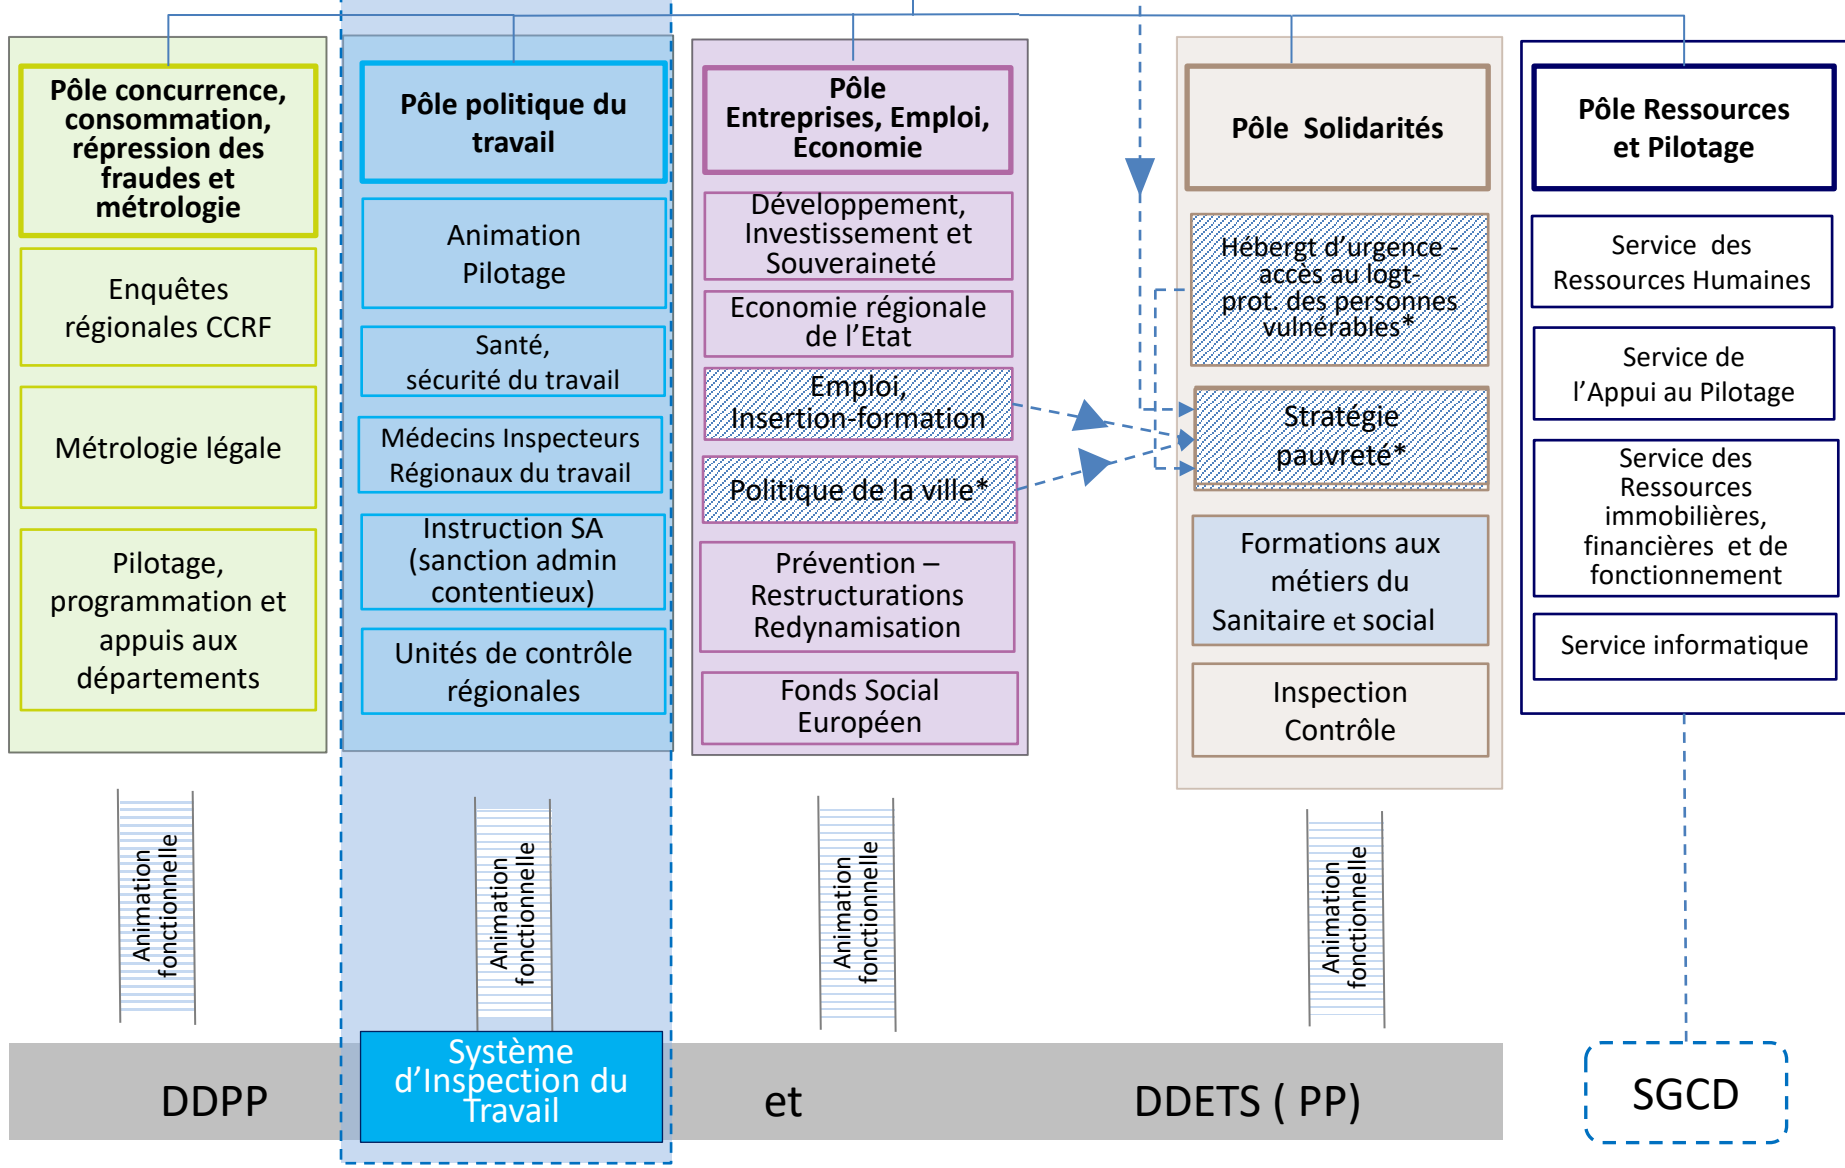 Pôle concurrence,
consommation,
répression des
fraudes et
métrologie
Enquêtes
régionales CCRF
Métrologie légale
Pilotage,
programmation et
appuis aux
départements
Pôle politique du
travail
Animation
Pilotage
Santé,
sécurité du travail
Médecins Inspecteurs
Régionaux du travail
Instruction SA
(sanction admin
contentieux)
Unités de contrôle
régionales
Pôle
Entreprises, Emploi,
Economie
Développement,
Investissement et
Souveraineté
Economie régionale
de l’Etat
Emploi,
Insertion-formation
Politique de la ville*
Prévention –
Restructurations
Redynamisation
Fonds Social
Européen
Pôle Solidarités
Hébergt d’urgence -
accès au logt-
prot. des personnes
vulnérables*
Stratégie
pauvreté*
Formations aux
métiers du
Sanitaire et social
Inspection
Contrôle
Pôle Ressources
et Pilotage
Service des
Ressources Humaines
Service de
l’Appui au Pilotage
Service des
Ressources
immobilières,
financières et de
fonctionnement
Service informatique
Animation
fonctionnelle
Animation
fonctionnelle
Animation
fonctionnelle
Animation
fonctionnelle
DDPP
Système
d’Inspection du
Travail
et
DDETS ( PP)
SGCD